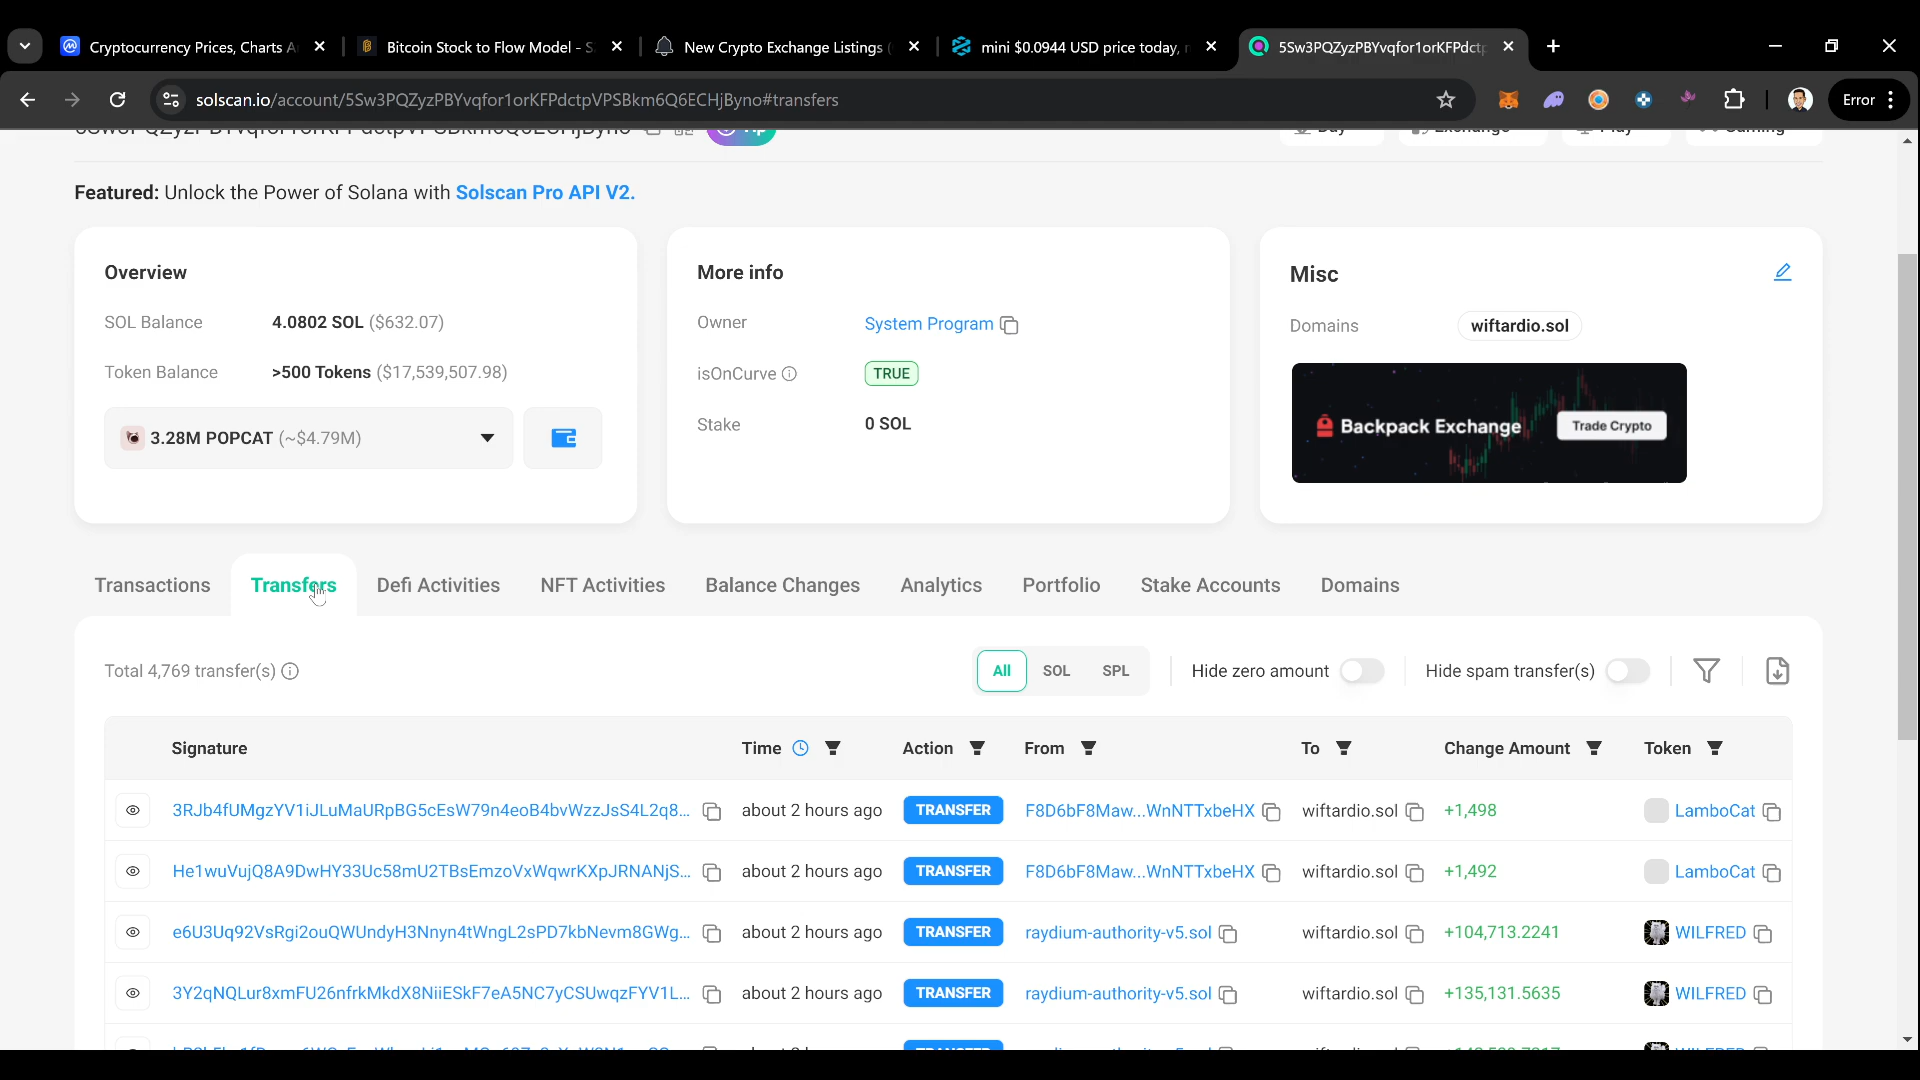 Cryptocurrency Prices, Charts A
Bitcoin Stock to Flow Model - S
New Crypto Exchange Listings (
mini $0.0944 USD price today,
5Sw3PQZyzPBYvqfor1orKFPdctp
solscan.io/account/5Sw3PQZyzPBYvqfor1orKFPdctpVPSBkm6Q6ECHjByno#transfers
Error
5Sw3PQZyzPBYvqfor1orKFPdctpVPSBkm6Q6ECHjByno
Buy
Exchange
Play
Gaming
Featured: Unlock the Power of Solana with Solscan Pro API V2.
Overview
SOL Balance 4.0802 SOL ($632.07)
Token Balance >500 Tokens ($17,539,507.98)
3.28M POPCAT (~$4.79M)
More info
Owner System Program
isOnCurve TRUE
Stake 0 SOL
Misc
Domains wiftardio.sol
Backpack Exchange Trade Crypto
Transactions Transfers Defi Activities NFT Activities Balance Changes Analytics Portfolio Stake Accounts Domains
Total 4,769 transfer(s) All SOL SPL Hide zero amount Hide spam transfer(s)
Signature Time Action From To Change Amount Token
3RJb4fUMgzYV1iJLuMaURpBG5cEsW79n4eoB4bvWzzJsS4L2q8... about 2 hours ago TRANSFER F8D6bF8Maw...WnNTTxbeHX wiftardio.sol +1,498 LamboCat
He1wuVujQ8A9DwHY33Uc58mU2TBsEmzoVxWqwrKXpJRNANjS... about 2 hours ago TRANSFER F8D6bF8Maw...WnNTTxbeHX wiftardio.sol +1,492 LamboCat
e6U3Uq92VsRgi2ouQWUndyH3Nnyn4tWngL2sPD7kbNevm8GWg... about 2 hours ago TRANSFER raydium-authority-v5.sol wiftardio.sol +104,713.2241 WILFRED
3Y2qNQLur8xmFU26nfrkMkdX8NiiESkF7eA5NC7yCSUwqzFYV1L... about 2 hours ago TRANSFER raydium-authority-v5.sol wiftardio.sol +135,131.5635 WILFRED